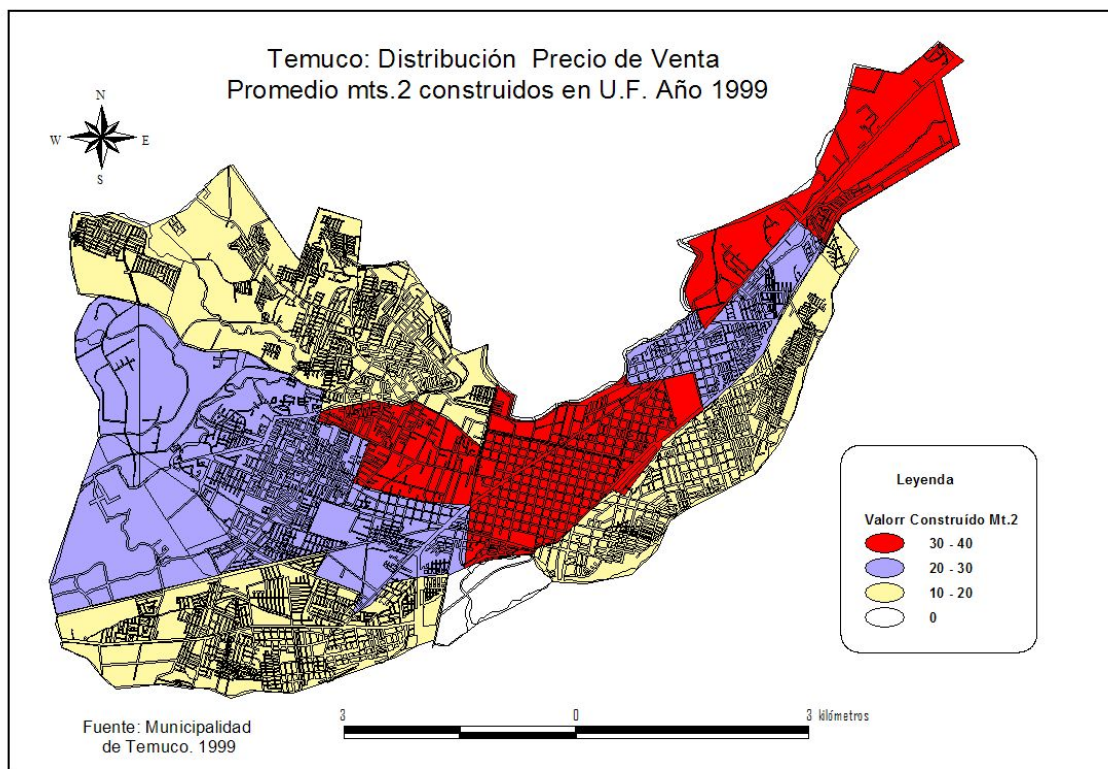 Temuco: Distribución Precio de Venta
Promedio mts.2 construidos en U.F. Año 1999
N
W E
S
Leyenda
Valorr Construído Mt.2
30 - 40
20 - 30
10 - 20
0
3 0 3 kilómetros
Fuente: Municipalidad
de Temuco. 1999